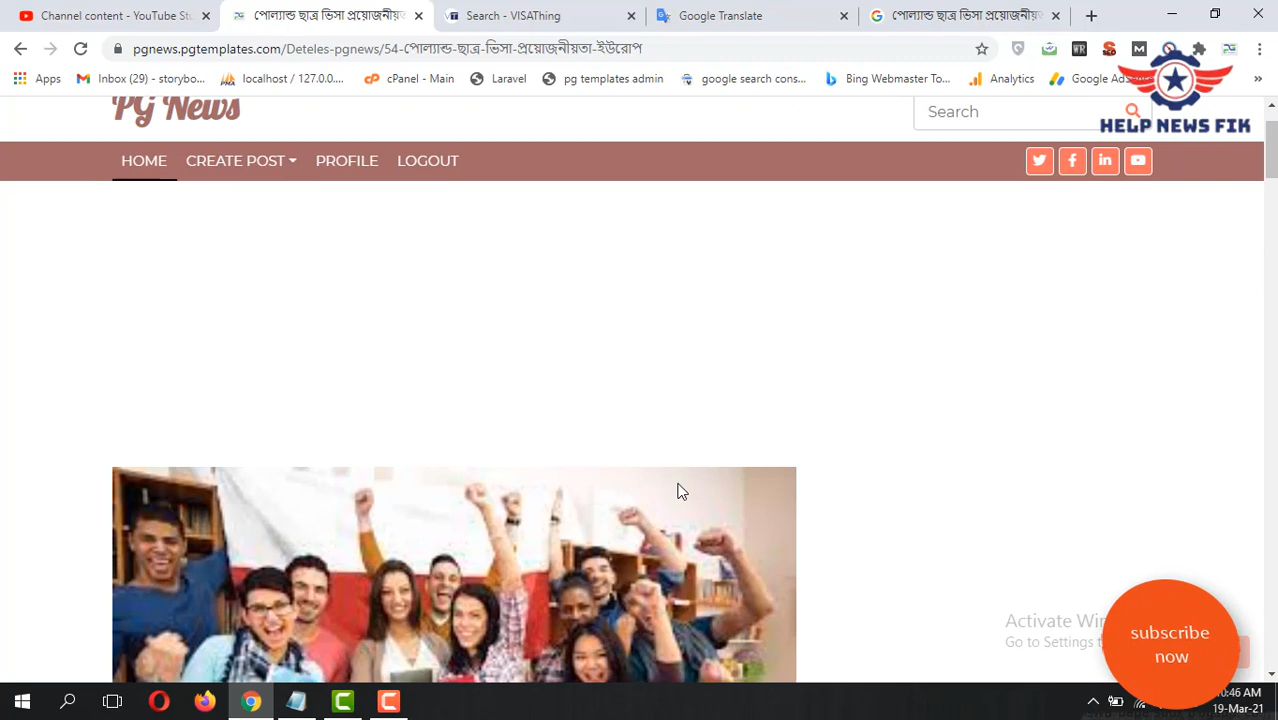 Channel content - YouTube Stu
পোল্যান্ড ছাত্র ভিসা প্রয়োজনীয়ত
Search - VISAThing
Google Translate
পোল্যান্ড ছাত্র ভিসা প্রয়োজনীয়
pgnews.pgtemplates.com/Deteles-pgnews/54-পোল্যান্ড-ছাত্র-ভিসা-প্রয়োজনীয়তা-ইউরোপ
Apps
Inbox (29) - storybo...
localhost / 127.0.0....
cPanel - Main
Laravel
pg templates admin
google search cons...
Bing Webmaster To...
Analytics
Google AdSense
PG News
Search
HELP NEWS FIK
HOME
CREATE POST
PROFILE
LOGOUT
Activate Win
Go to Settings t
subscribe
now
10:46 AM
19-Mar-21